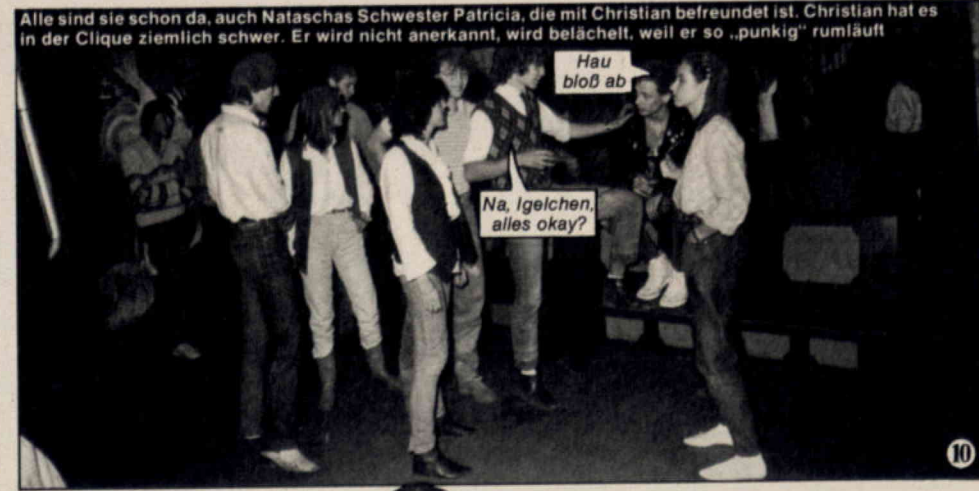 Alle sind sie schon da, auch Nataschas Schwester Patricia, die mit Christian befreundet ist. Christian hat es
in der Clique ziemlich schwer. Er wird nicht anerkannt, wird belächelt, weil er so „punkig" rumläuft
Hau
bloß ab
Na, Igelchen,
alles okay?
10